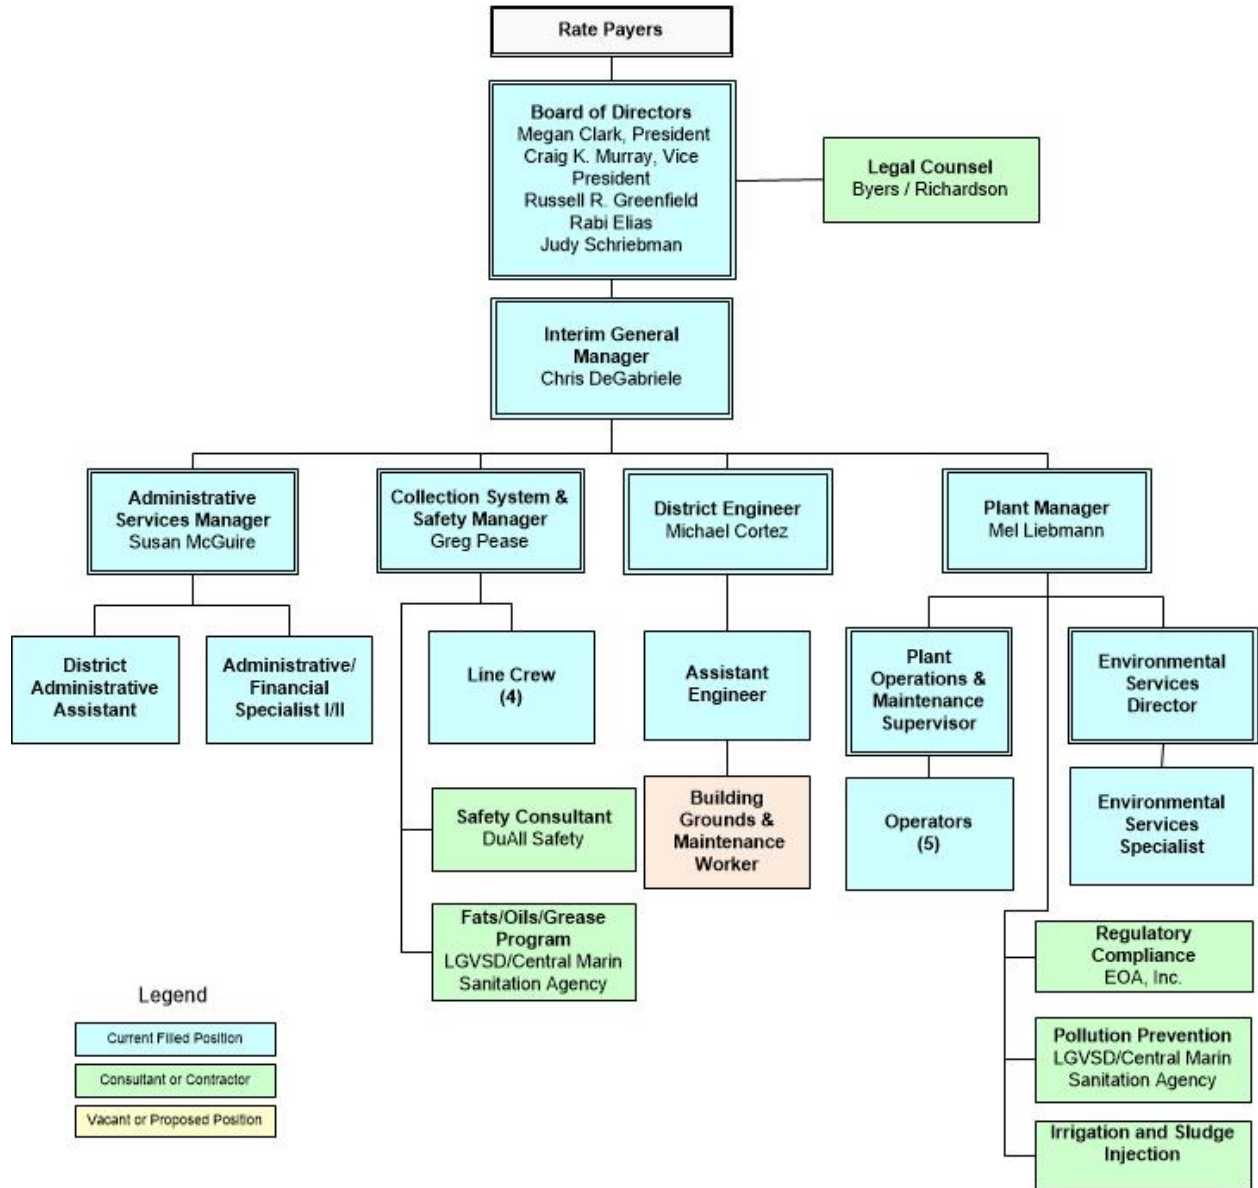 Rate Payers
Board of Directors
Megan Clark, President
Craig K. Murray, Vice
President
Russell R. Greenfield
Rabi Elias
Judy Schriebman
Legal Counsel
Byers / Richardson
Interim General
Manager
Chris DeGabriele
Administrative
Services Manager
Susan McGuire
Collection System &
Safety Manager
Greg Pease
District Engineer
Michael Cortez
Plant Manager
Mel Liebmann
District
Administrative
Assistant
Administrative/
Financial
Specialist I/II
Line Crew
(4)
Assistant
Engineer
Plant
Operations &
Maintenance
Supervisor
Environmental
Services
Director
Safety Consultant
DuAll Safety
Building
Grounds &
Maintenance
Worker
Operators
(5)
Environmental
Services
Specialist
Fats/Oils/Grease
Program
LGVSD/Central Marin
Sanitation Agency
Regulatory
Compliance
EOA, Inc.
Pollution Prevention
LGVSD/Central Marin
Sanitation Agency
Irrigation and Sludge
Injection
Legend
Current Filled Position
Consultant or Contractor
Vacant or Proposed Position